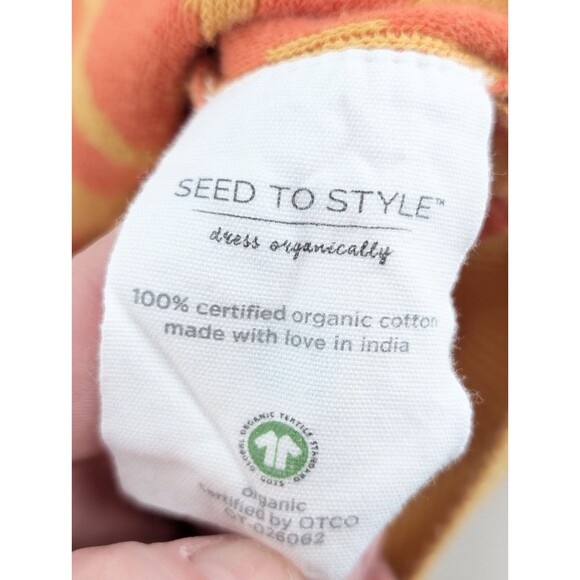 SEED TO STYLE™
dress organically
100% certified organic cotton
made with love in india
GLOBAL ORGANIC TEXTILE STANDARD
GOTS
Organic
certified by OTCO
OT-026062